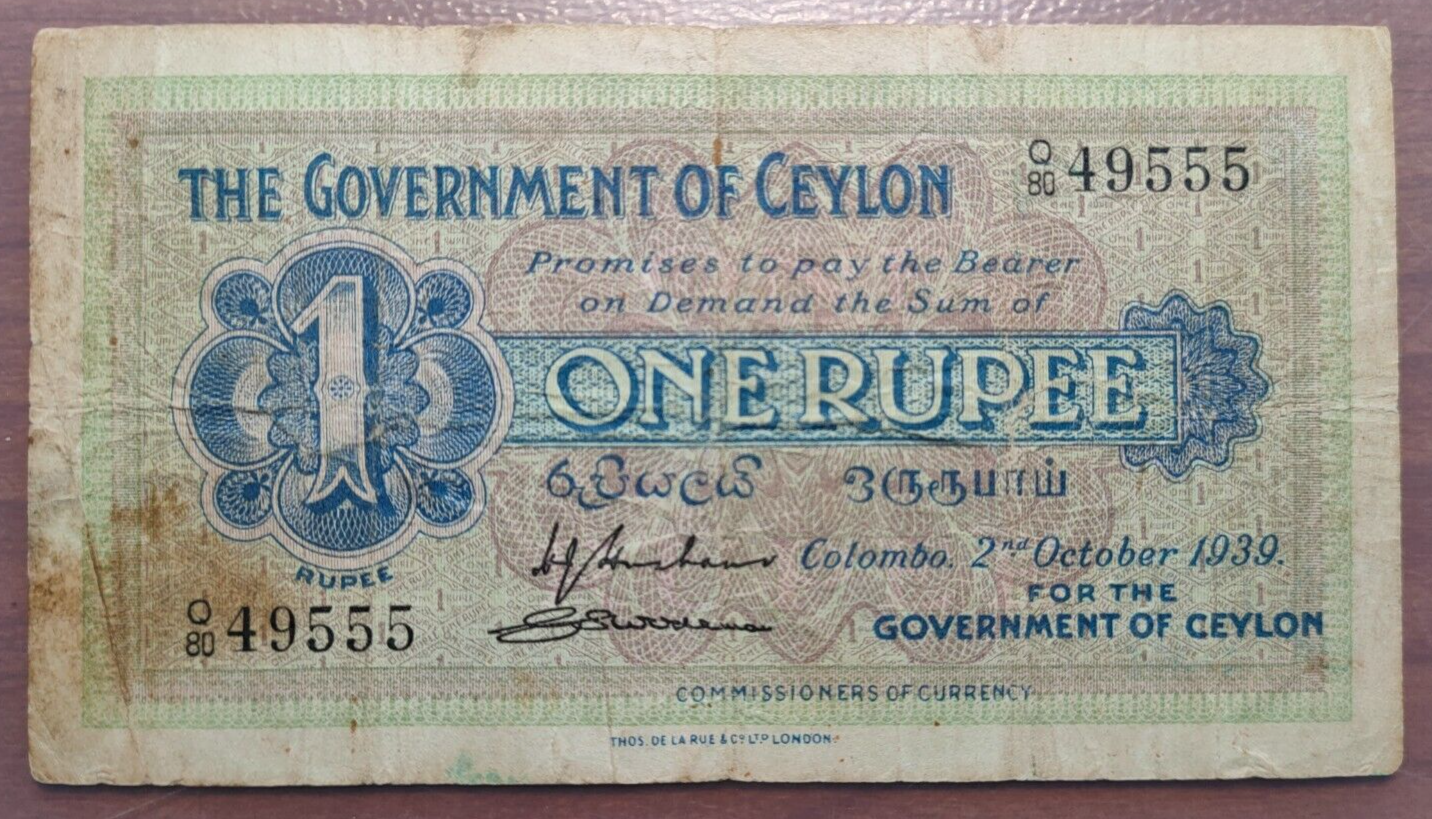 THE GOVERNMENT OF CEYLON
Q/80 49555
Promises to pay the Bearer
on Demand the Sum of
1
ONE RUPEE
රුපියලයි ஒருரூபாய்
RUPEE
Colombo. 2nd October 1939.
FOR THE
GOVERNMENT OF CEYLON
Q/80 49555
COMMISSIONERS OF CURRENCY
THOS. DE LA RUE & CO LTD LONDON.